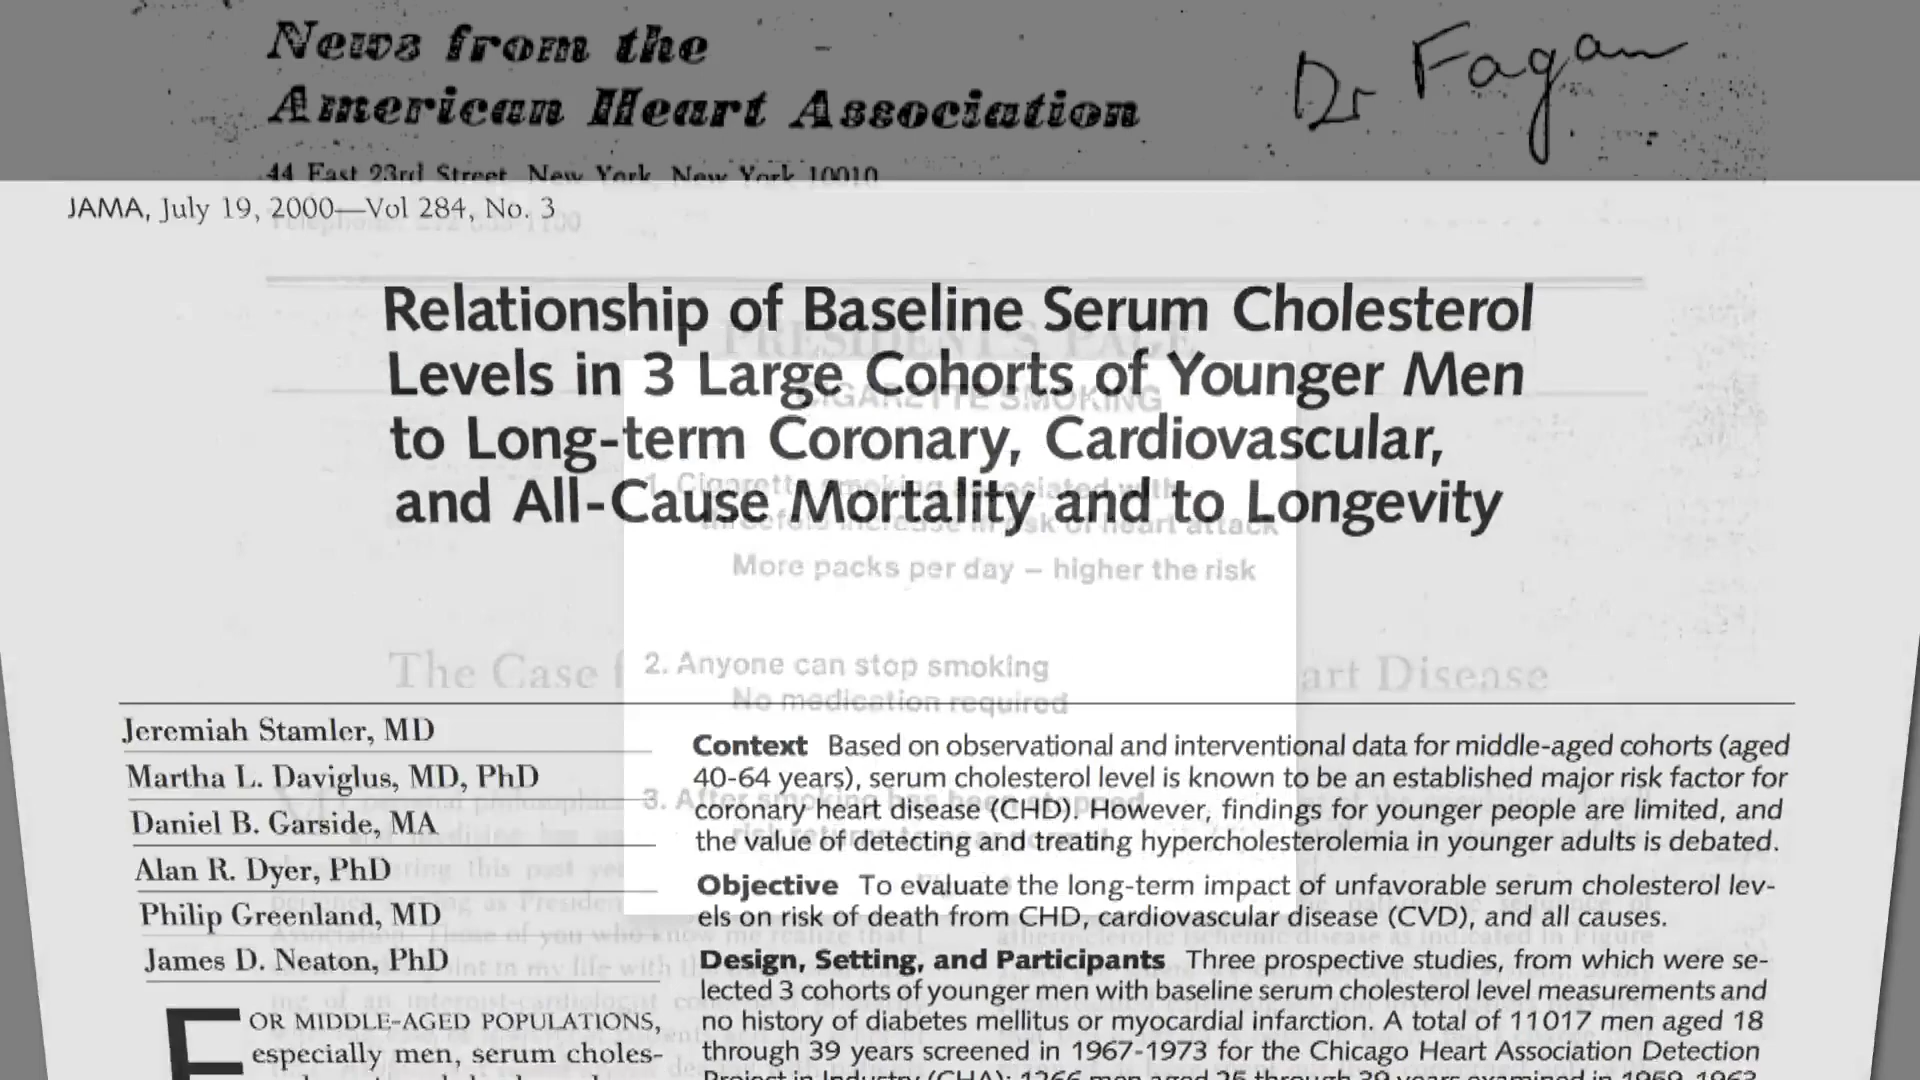 News from the
American Heart Association
Dr Fagan
44 East 23rd Street, New York, New York 10010
JAMA, July 19, 2000—Vol 284, No. 3
Relationship of Baseline Serum Cholesterol
Levels in 3 Large Cohorts of Younger Men
to Long-term Coronary, Cardiovascular,
and All-Cause Mortality and to Longevity
PRESIDENT'S PAGE
CIGARETTE SMOKING
1. Cigarette smoking associated with
threefold increase in risk of heart attack
More packs per day – higher the risk
2. Anyone can stop smoking
No medication required
3. After smoking has been stopped
risk returns to near normal
The Case
art Disease
Jeremiah Stamler, MD
Martha L. Daviglus, MD, PhD
Daniel B. Garside, MA
Alan R. Dyer, PhD
Philip Greenland, MD
James D. Neaton, PhD
FOR MIDDLE-AGED POPULATIONS,
especially men, serum choles-
Context Based on observational and interventional data for middle-aged cohorts (aged
40-64 years), serum cholesterol level is known to be an established major risk factor for
coronary heart disease (CHD). However, findings for younger people are limited, and
the value of detecting and treating hypercholesterolemia in younger adults is debated.
Objective To evaluate the long-term impact of unfavorable serum cholesterol lev-
els on risk of death from CHD, cardiovascular disease (CVD), and all causes.
Design, Setting, and Participants Three prospective studies, from which were se-
lected 3 cohorts of younger men with baseline serum cholesterol level measurements and
no history of diabetes mellitus or myocardial infarction. A total of 11017 men aged 18
through 39 years screened in 1967-1973 for the Chicago Heart Association Detection
Project in Industry (CHA); 1266 men aged 25 through 39 years examined in 1959-1963